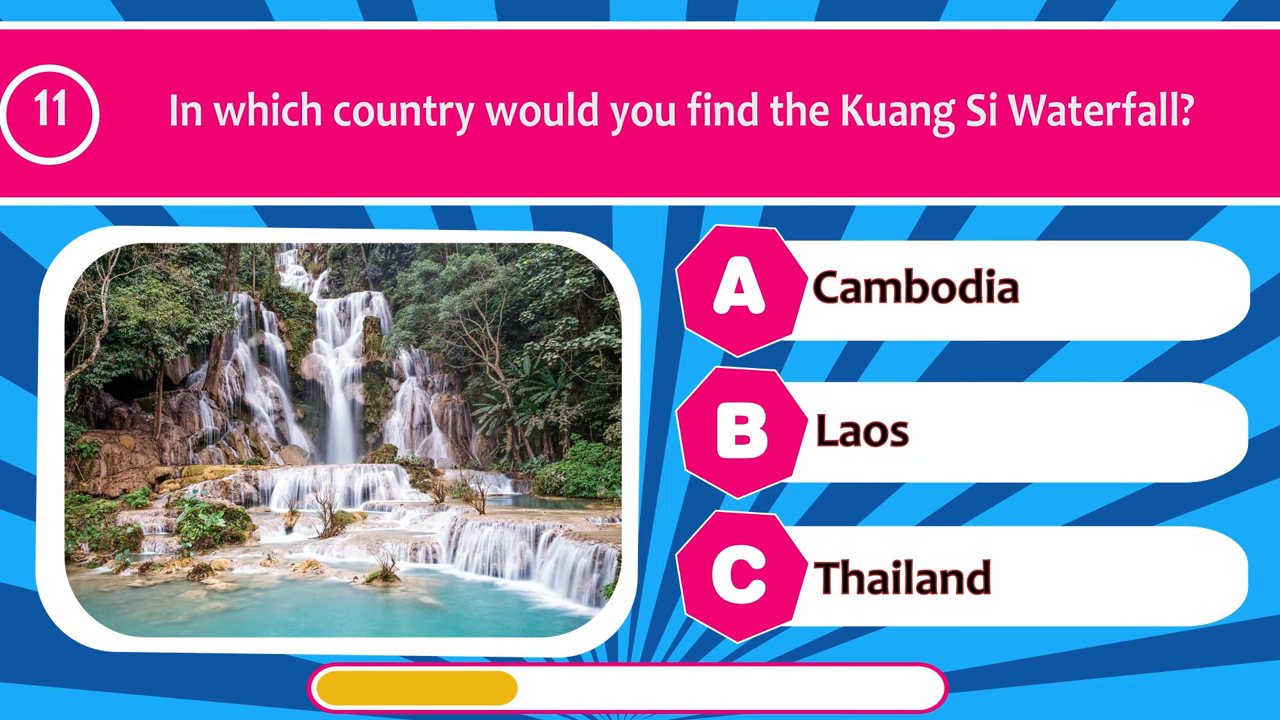 11
In which country would you find the Kuang Si Waterfall?
A
Cambodia
B
Laos
C
Thailand